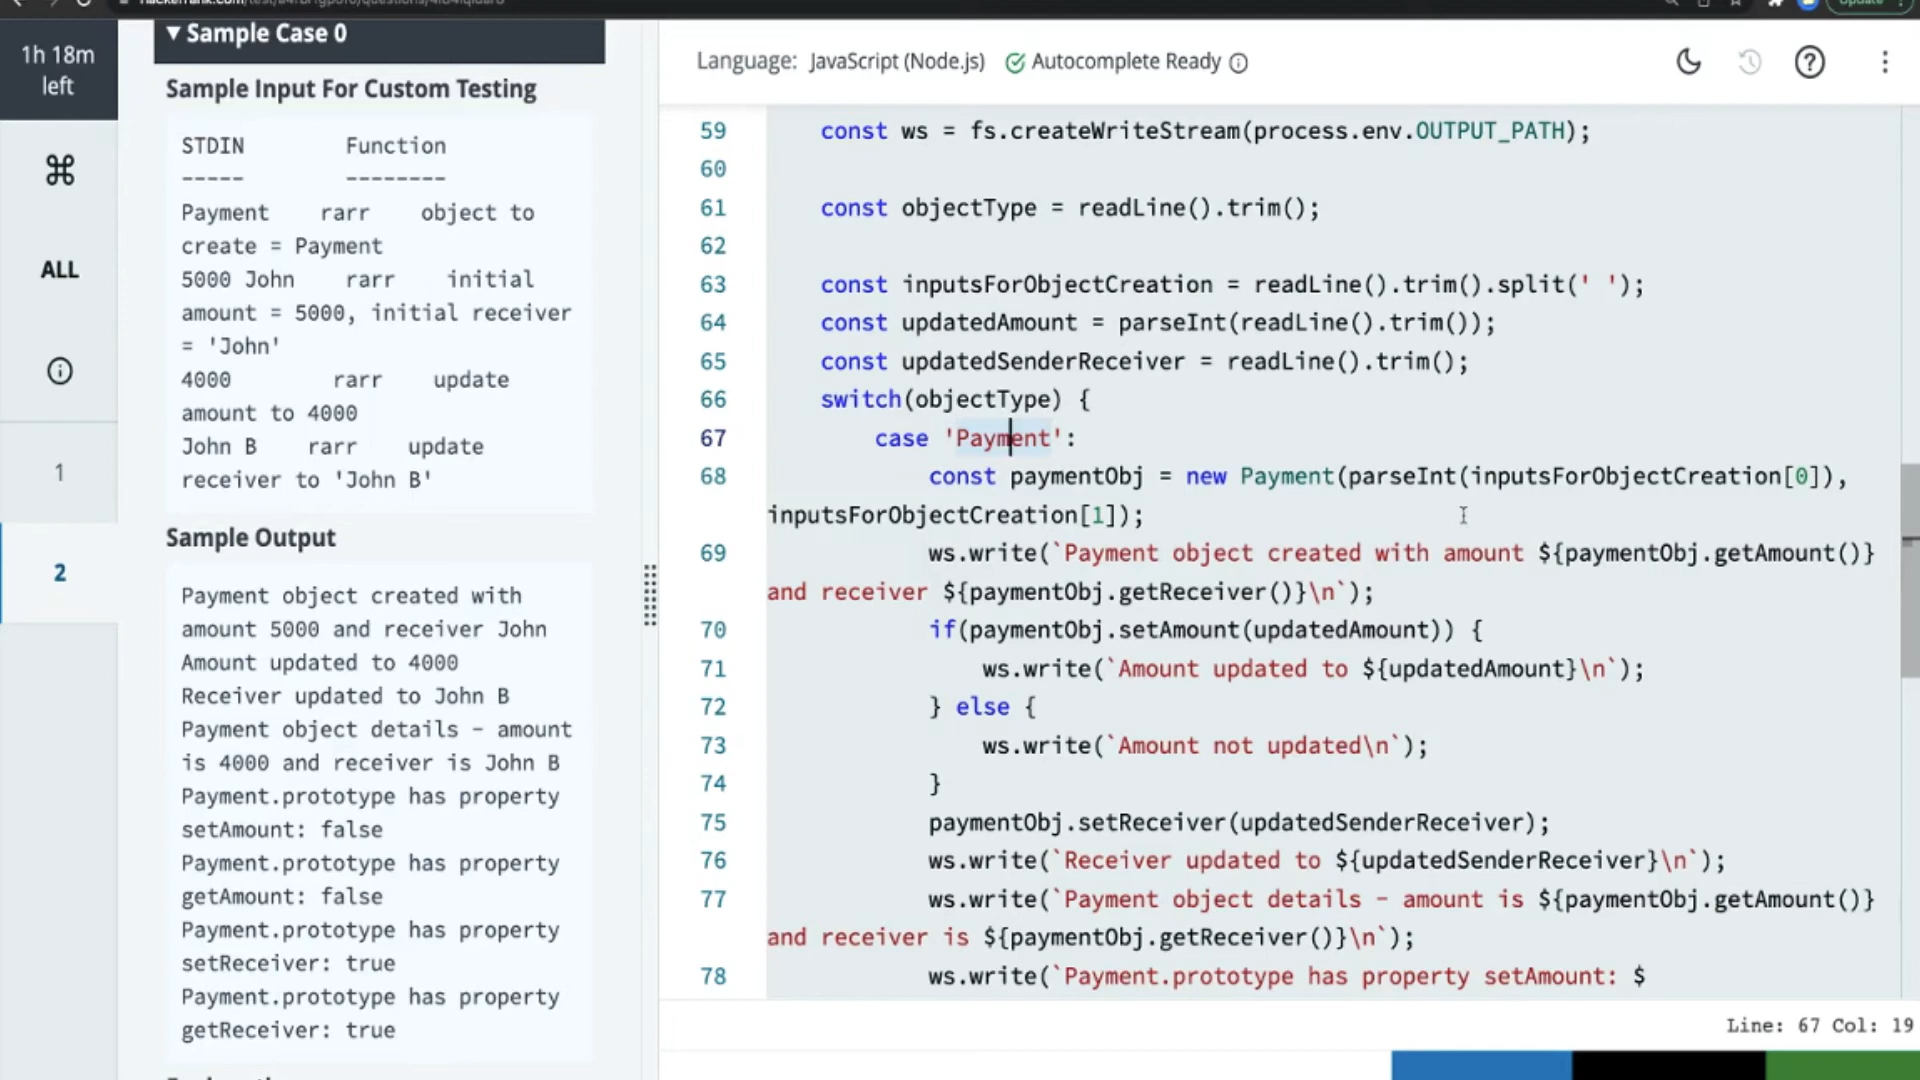 1h 18m
left
ALL
1
2
▼ Sample Case 0
Sample Input For Custom Testing
STDIN Function
----- --------
Payment rarr object to
create = Payment
5000 John rarr initial
amount = 5000, initial receiver
= 'John'
4000 rarr update
amount to 4000
John B rarr update
receiver to 'John B'
Sample Output
Payment object created with
amount 5000 and receiver John
Amount updated to 4000
Receiver updated to John B
Payment object details - amount
is 4000 and receiver is John B
Payment.prototype has property
setAmount: false
Payment.prototype has property
getAmount: false
Payment.prototype has property
setReceiver: true
Payment.prototype has property
getReceiver: true
Language: JavaScript (Node.js) Autocomplete Ready
59 const ws = fs.createWriteStream(process.env.OUTPUT_PATH);
60
61 const objectType = readLine().trim();
62
63 const inputsForObjectCreation = readLine().trim().split(' ');
64 const updatedAmount = parseInt(readLine().trim());
65 const updatedSenderReceiver = readLine().trim();
66 switch(objectType) {
67 case 'Payment':
68 const paymentObj = new Payment(parseInt(inputsForObjectCreation[0]),
inputsForObjectCreation[1]);
69 ws.write(`Payment object created with amount ${paymentObj.getAmount()}
and receiver ${paymentObj.getReceiver()}\n`);
70 if(paymentObj.setAmount(updatedAmount)) {
71 ws.write(`Amount updated to ${updatedAmount}\n`);
72 } else {
73 ws.write(`Amount not updated\n`);
74 }
75 paymentObj.setReceiver(updatedSenderReceiver);
76 ws.write(`Receiver updated to ${updatedSenderReceiver}\n`);
77 ws.write(`Payment object details - amount is ${paymentObj.getAmount()}
and receiver is ${paymentObj.getReceiver()}\n`);
78 ws.write(`Payment.prototype has property setAmount: $
Line: 67 Col: 19